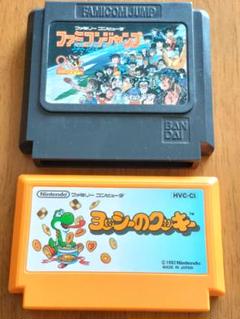 FAMICOM JUMP
ファミリー コンピュータ
ファミコンジャンプ
BAN
DAI
Nintendo
ファミリー コンピュータ
HVC-CI
ヨッシーのクッキー
™
©1992 Nintendo
MADE IN JAPAN